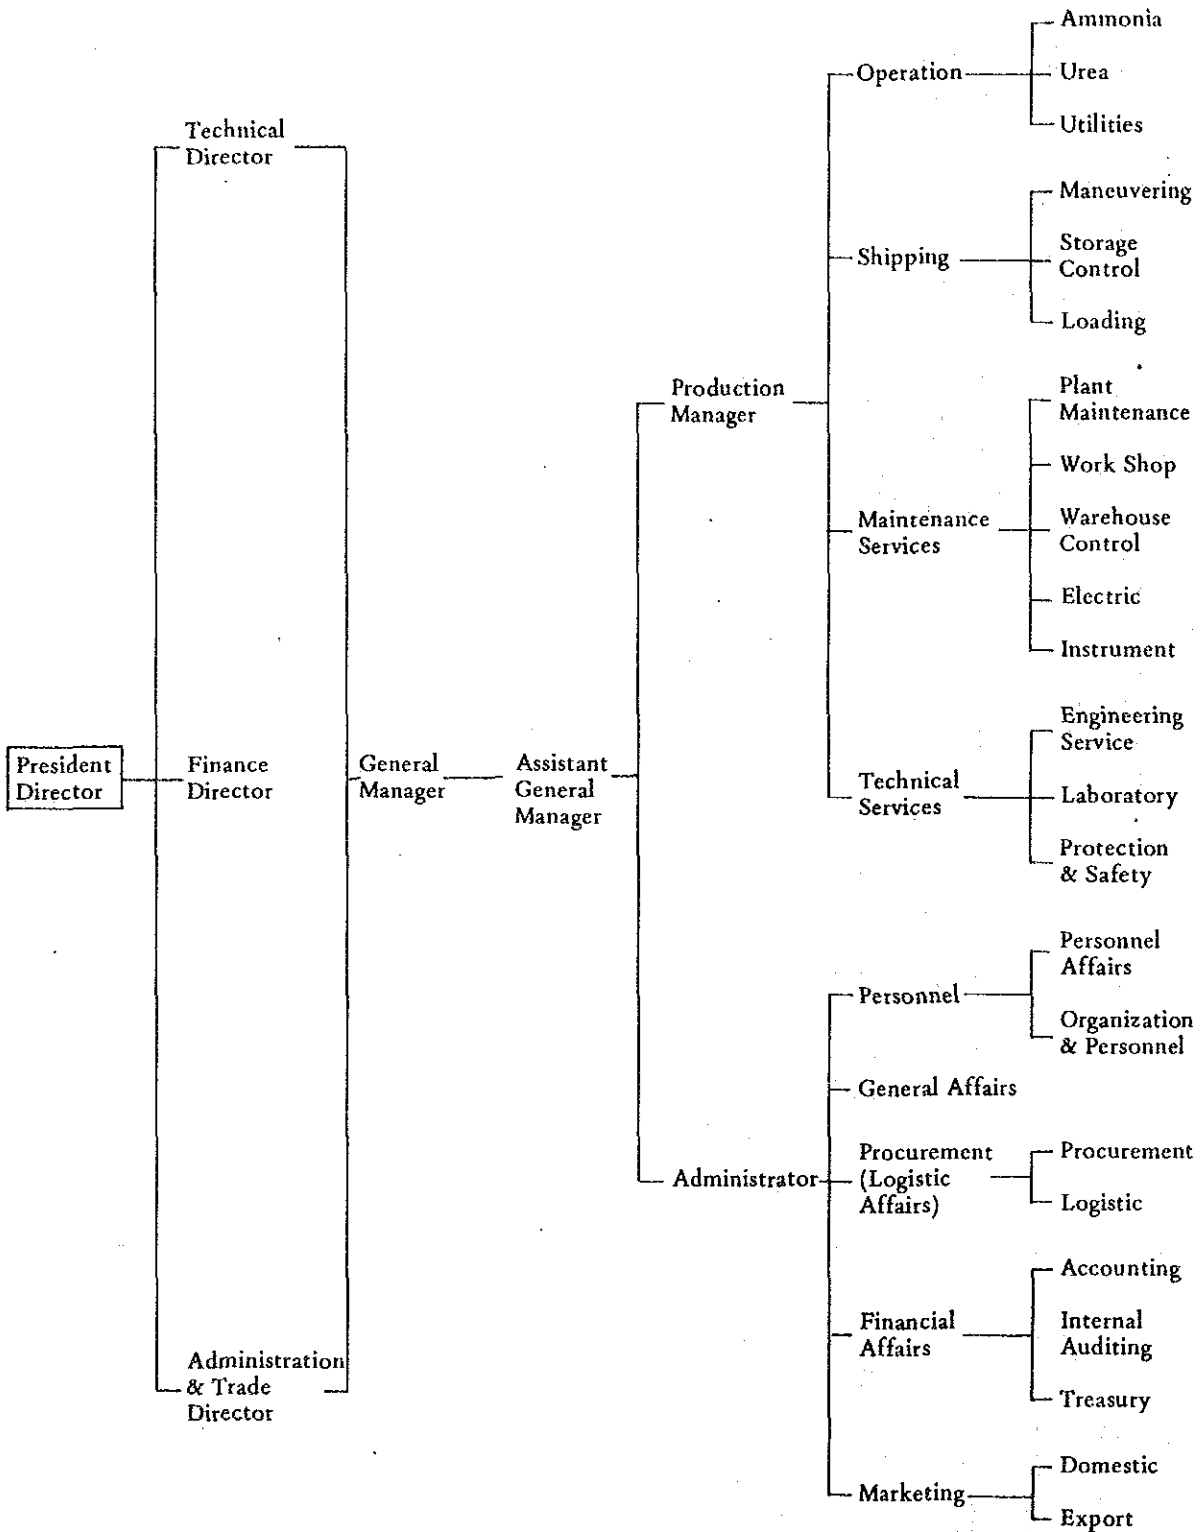 President
Director
Technical
Director
Finance
Director
Administration
& Trade
Director
General
Manager
Assistant
General
Manager
Production
Manager
Administrator
Operation
Shipping
Maintenance
Services
Technical
Services
Personnel
General Affairs
Procurement
(Logistic
Affairs)
Financial
Affairs
Marketing
Ammonia
Urea
Utilities
Maneuvering
Storage
Control
Loading
Plant
Maintenance
Work Shop
Warehouse
Control
Electric
Instrument
Engineering
Service
Laboratory
Protection
& Safety
Personnel
Affairs
Organization
& Personnel
Procurement
Logistic
Accounting
Internal
Auditing
Treasury
Domestic
Export